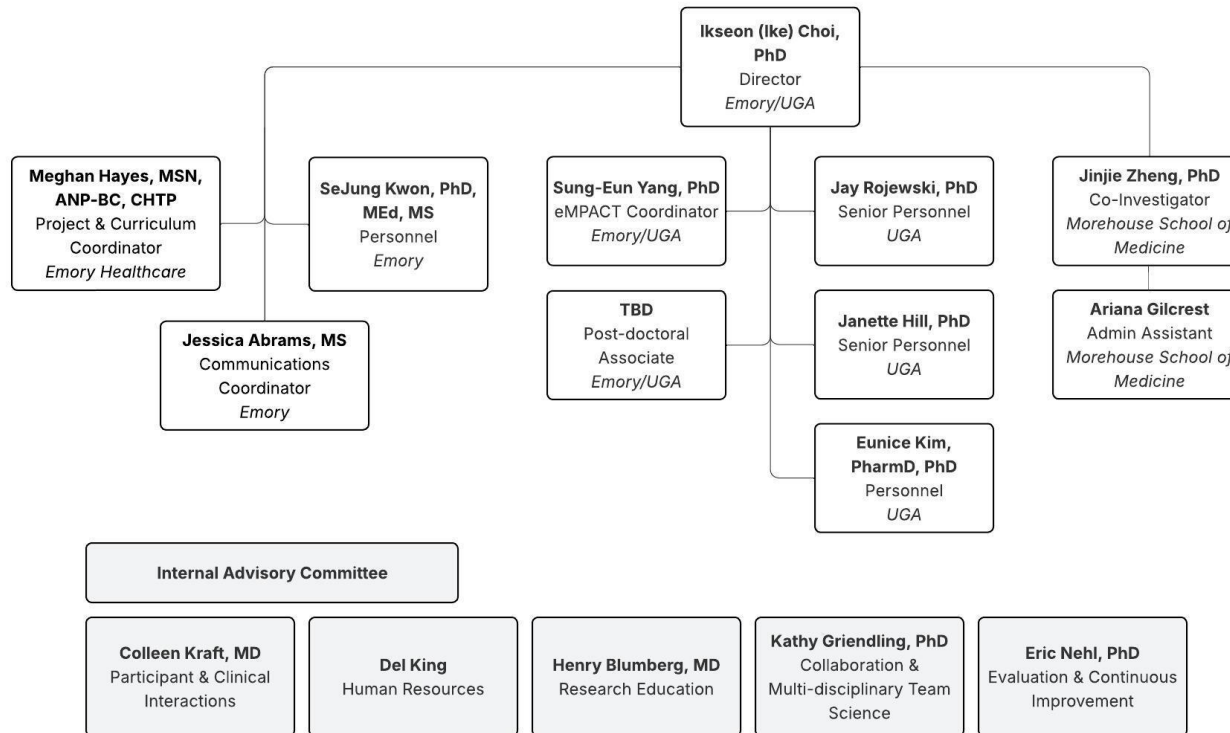 Ikseon (Ike) Choi,
PhD
Director
Emory/UGA
Meghan Hayes, MSN,
ANP-BC, CHTP
Project & Curriculum
Coordinator
Emory Healthcare
SeJung Kwon, PhD,
MEd, MS
Personnel
Emory
Jessica Abrams, MS
Communications
Coordinator
Emory
Sung-Eun Yang, PhD
eMPACT Coordinator
Emory/UGA
Jay Rojewski, PhD
Senior Personnel
UGA
TBD
Post-doctoral
Associate
Emory/UGA
Janette Hill, PhD
Senior Personnel
UGA
Eunice Kim,
PharmD, PhD
Personnel
UGA
Jinjie Zheng, PhD
Co-Investigator
Morehouse School of
Medicine
Ariana Gilcrest
Admin Assistant
Morehouse School of
Medicine
Internal Advisory Committee
Colleen Kraft, MD
Participant & Clinical
Interactions
Del King
Human Resources
Henry Blumberg, MD
Research Education
Kathy Griendling, PhD
Collaboration &
Multi-disciplinary Team
Science
Eric Nehl, PhD
Evaluation & Continuous
Improvement